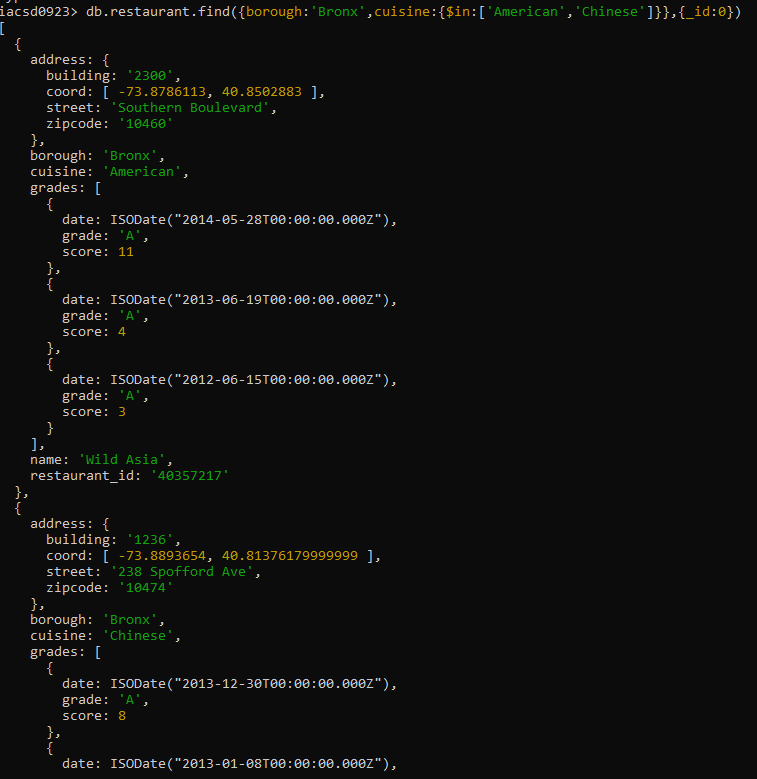 iacsd0923> db.restaurant.find({borough:'Bronx',cuisine:{$in:['American','Chinese']}},{_id:0})
[
  {
    address: {
      building: '2300',
      coord: [ -73.8786113, 40.8502883 ],
      street: 'Southern Boulevard',
      zipcode: '10460'
    },
    borough: 'Bronx',
    cuisine: 'American',
    grades: [
      {
        date: ISODate("2014-05-28T00:00:00.000Z"),
        grade: 'A',
        score: 11
      },
      {
        date: ISODate("2013-06-19T00:00:00.000Z"),
        grade: 'A',
        score: 4
      },
      {
        date: ISODate("2012-06-15T00:00:00.000Z"),
        grade: 'A',
        score: 3
      }
    ],
    name: 'Wild Asia',
    restaurant_id: '40357217'
  },
  {
    address: {
      building: '1236',
      coord: [ -73.8893654, 40.81376179999999 ],
      street: '238 Spofford Ave',
      zipcode: '10474'
    },
    borough: 'Bronx',
    cuisine: 'Chinese',
    grades: [
      {
        date: ISODate("2013-12-30T00:00:00.000Z"),
        grade: 'A',
        score: 8
      },
      {
        date: ISODate("2013-01-08T00:00:00.000Z"),